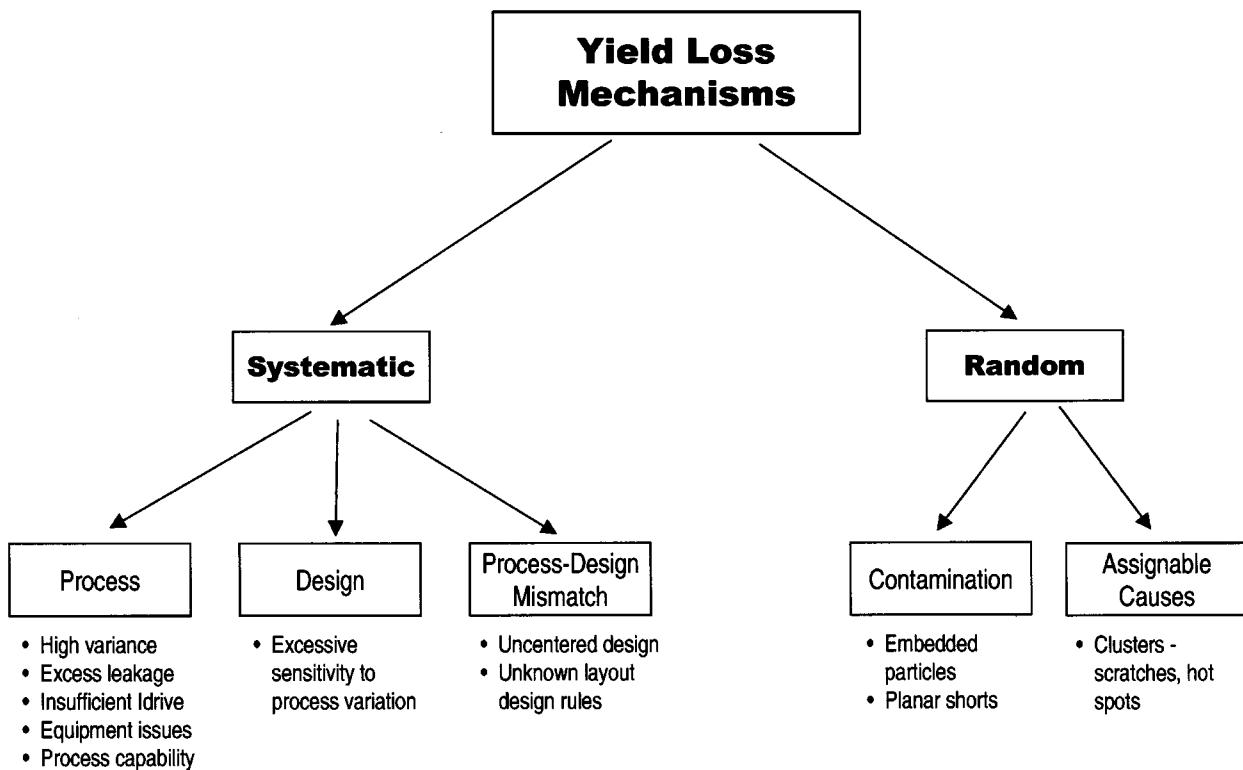 Yield Loss
Mechanisms
Systematic
Random
Process
• High variance
• Excess leakage
• Insufficient Idrive
• Equipment issues
• Process capability
Design
• Excessive
sensitivity to
process variation
Process-Design
Mismatch
• Uncentered design
• Unknown layout
design rules
Contamination
• Embedded
particles
• Planar shorts
Assignable
Causes
• Clusters -
scratches, hot
spots